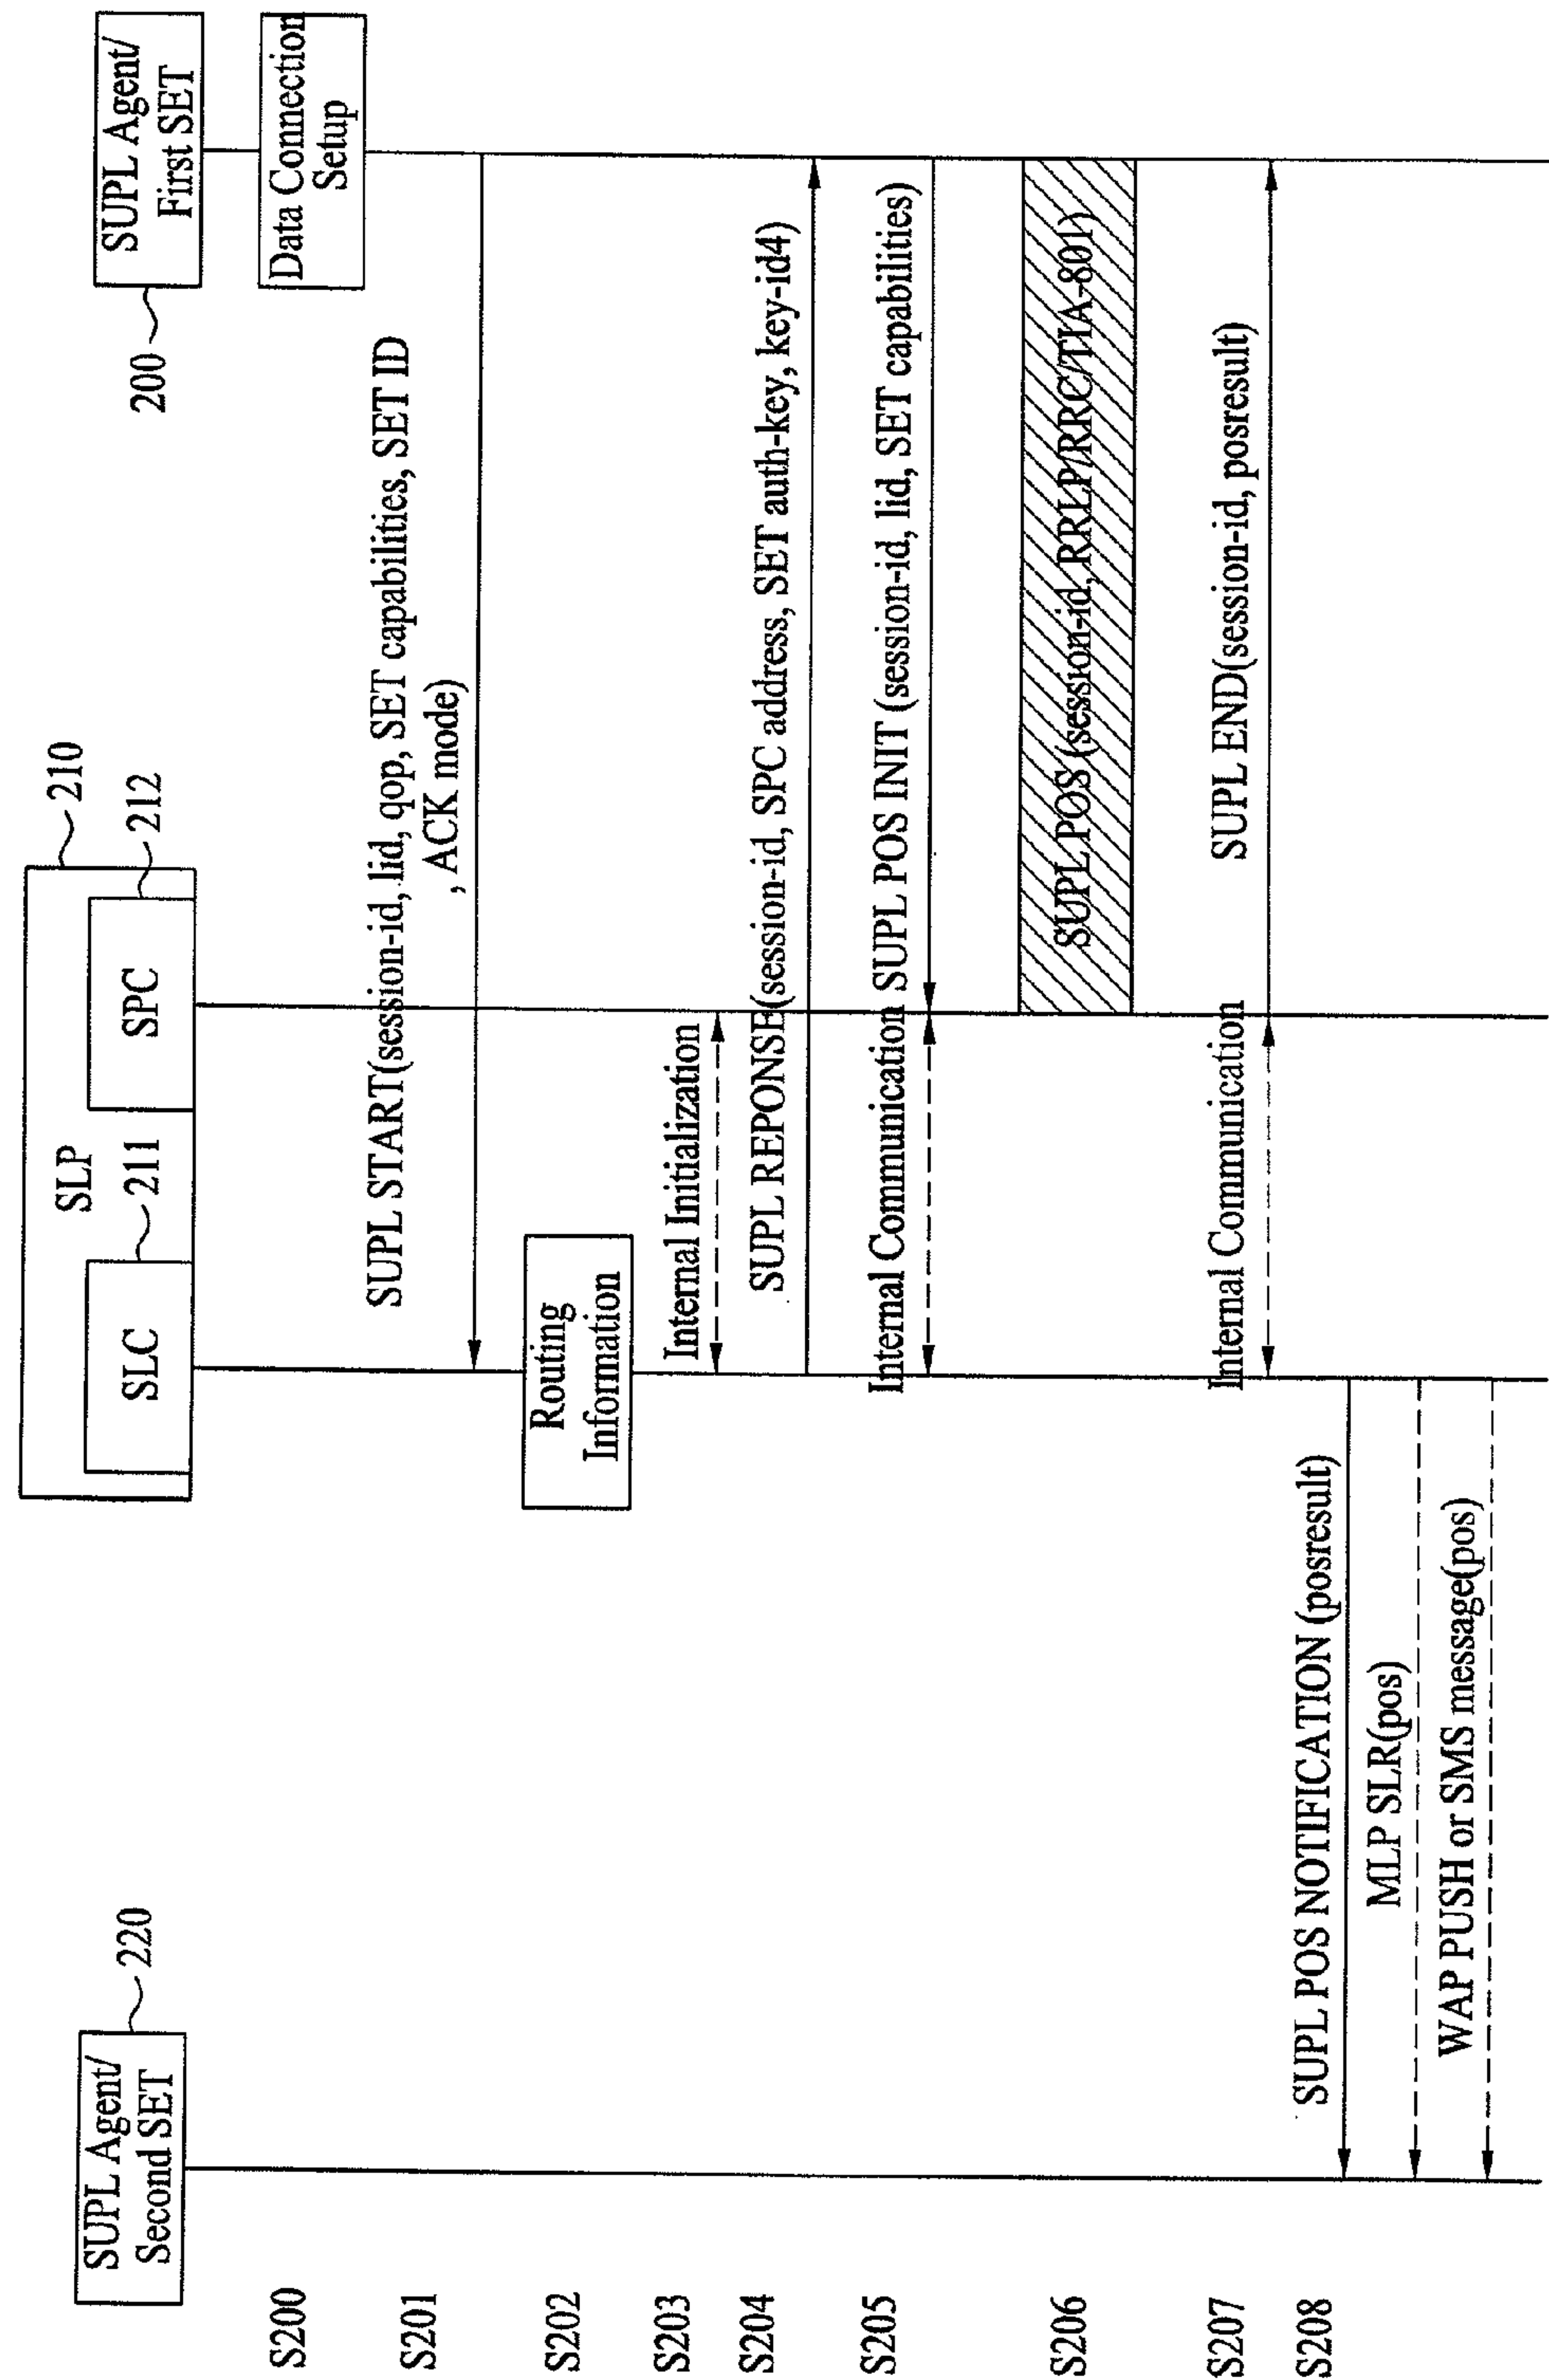 SUPL Agent/
Second SET
220
SLP
210
SLC
211
SPC
212
SUPL Agent/
First SET
200
S200
Data Connection
Setup
S201
SUPL START(session-id, lid, qop, SET capabilities, SET ID
, ACK mode)
S202
Routing
Information
S203
Internal Initialization
S204
SUPL REPONSE(session-id, SPC address, SET auth-key, key-id4)
S205
Internal Communication
SUPL POS INIT (session-id, lid, SET capabilities)
S206
SUPL POS (session-id, RRLP/RRC/TIA-801)
S207
Internal Communication
SUPL END(session-id, posresult)
S208
SUPL POS NOTIFICATION (posresult)
MLP SLR(pos)
WAP PUSH or SMS message(pos)